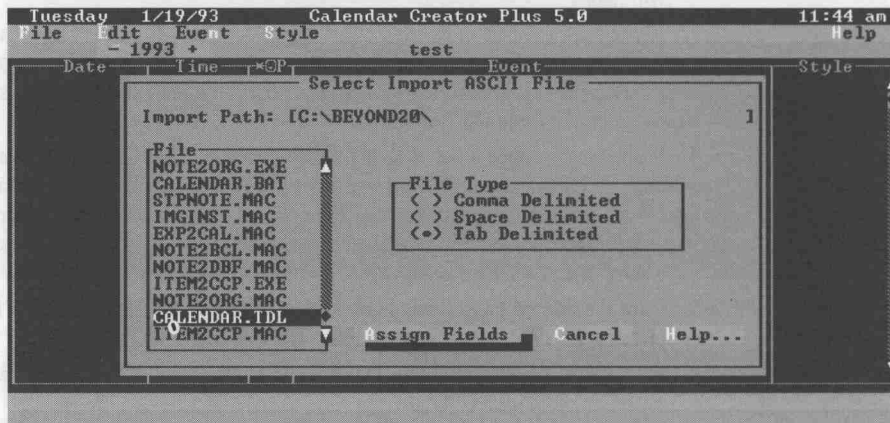 Tuesday 1/19/93 Calendar Creator Plus 5.0 11:44 am
File Edit Event Style Help
- 1993 + test
Date Time ×☺P Event Style
Select Import ASCII File
Import Path: [C:\BEYOND20\ ]
File
NOTE2ORG.EXE
CALENDAR.BAT
STPNOTE.MAC
IMGINST.MAC
EXP2CAL.MAC
NOTE2BCL.MAC
NOTE2DBF.MAC
ITEM2CCP.EXE
NOTE2ORG.MAC
CALENDAR.TDL
ITEM2CCP.MAC
File Type
( ) Comma Delimited
( ) Space Delimited
(•) Tab Delimited
Assign Fields Cancel Help...